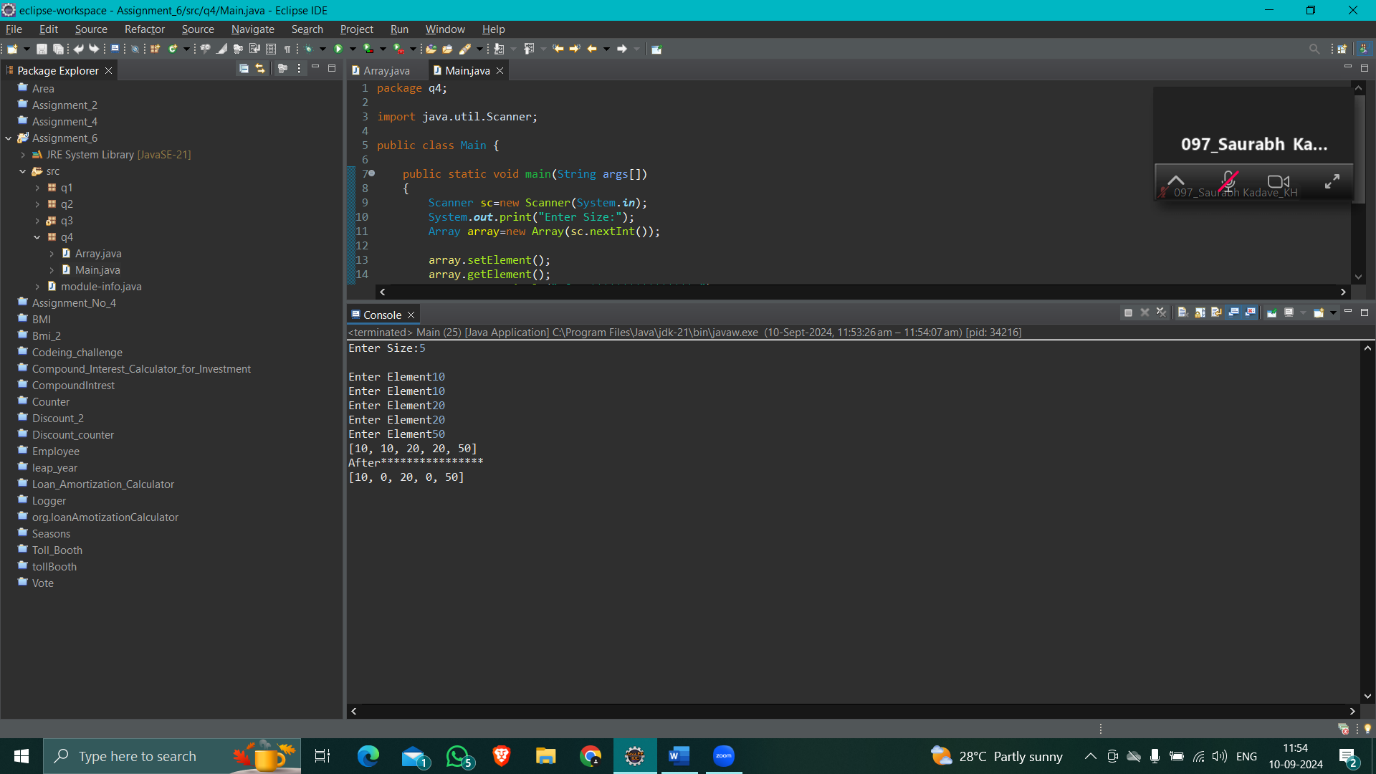 eclipse-workspace - Assignment_6/src/q4/Main.java - Eclipse IDE
File Edit Source Refactor Source Navigate Search Project Run Window Help
Package Explorer
Area
Assignment_2
Assignment_4
Assignment_6
JRE System Library [JavaSE-21]
src
q1
q2
q3
q4
Array.java
Main.java
module-info.java
Assignment_No_4
BMI
Bmi_2
Codeing_challenge
Compound_Interest_Calculator_for_Investment
CompoundIntrest
Counter
Discount_2
Discount_counter
Employee
leap_year
Loan_Amortization_Calculator
Logger
org.loanAmotizationCalculator
Seasons
Toll_Booth
tollBooth
Vote
Array.java Main.java
1 package q4;
2
3 import java.util.Scanner;
4
5 public class Main {
6
7 public static void main(String args[])
8 {
9 Scanner sc=new Scanner(System.in);
10 System.out.print("Enter Size:");
11 Array array=new Array(sc.nextInt());
12
13 array.setElement();
14 array.getElement();
097_Saurabh Ka...
097_Saurabh Kadave_KH
Console
<terminated> Main (25) [Java Application] C:\Program Files\Java\jdk-21\bin\javaw.exe (10-Sept-2024, 11:53:26 am – 11:54:07 am) [pid: 34216]
Enter Size:5
Enter Element10
Enter Element10
Enter Element20
Enter Element20
Enter Element50
[10, 10, 20, 20, 50]
After****************
[10, 0, 20, 0, 50]
Type here to search
1
5
zoom
28°C Partly sunny
ENG
11:54
10-09-2024
2